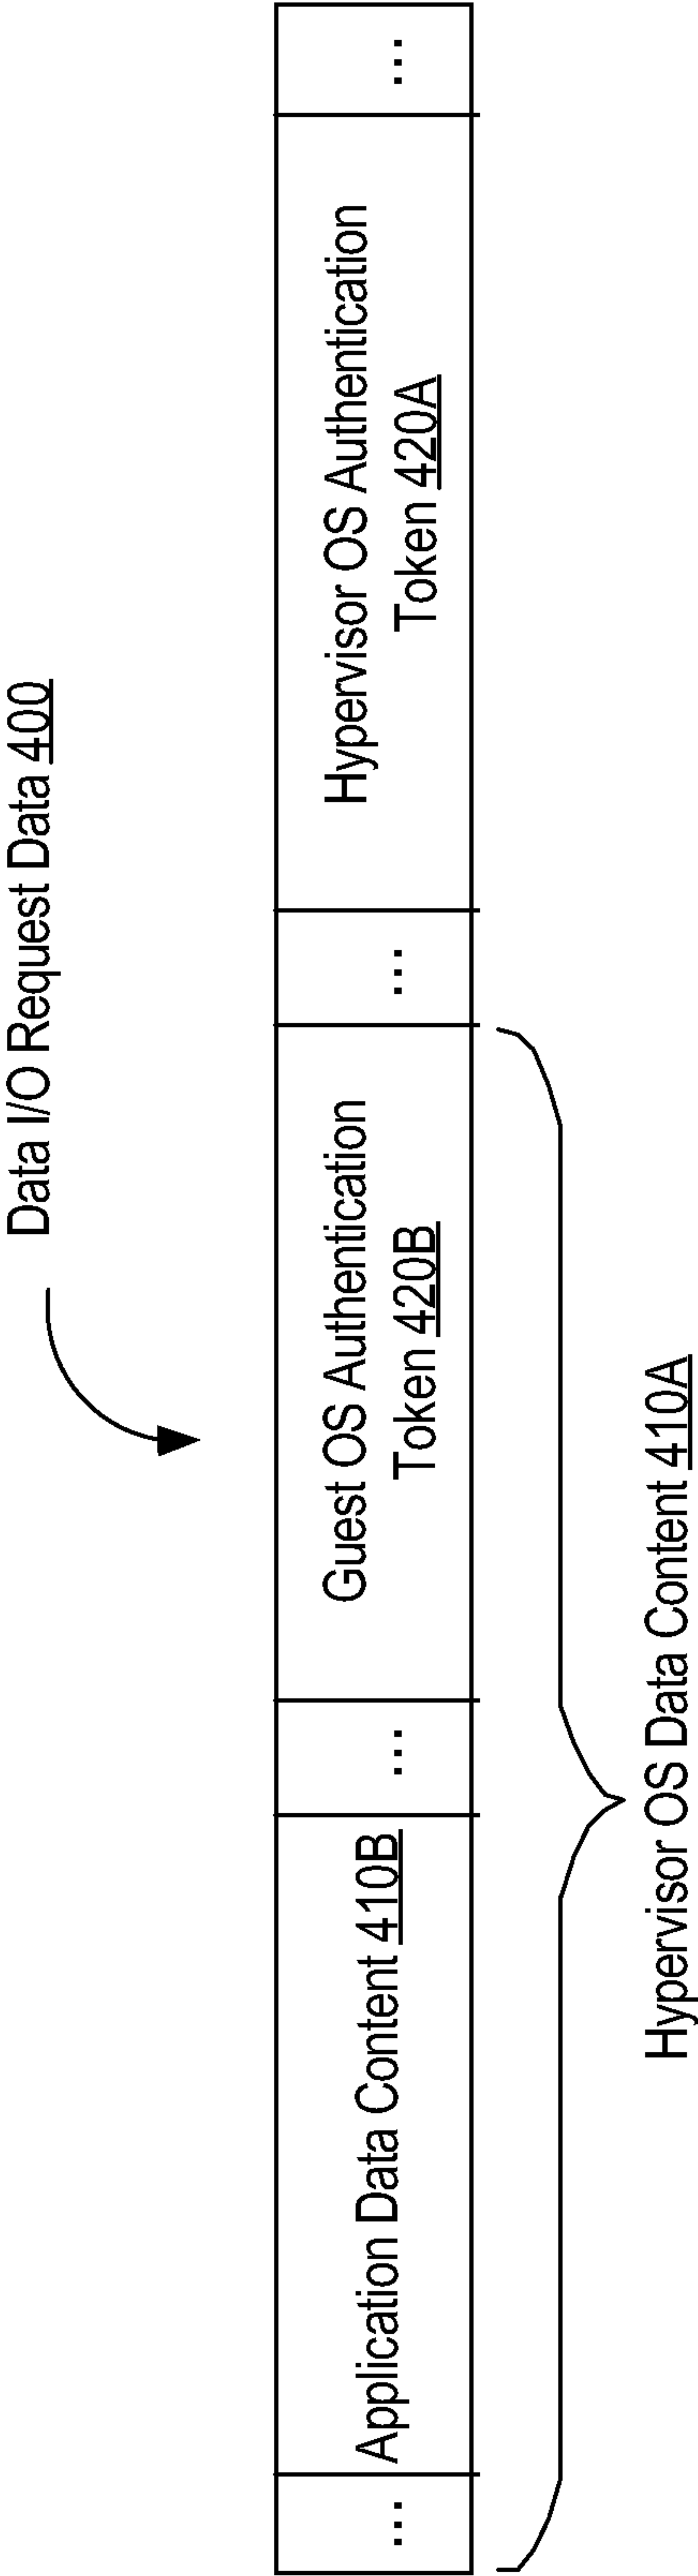 Data I/O Request Data 400
...
Application Data Content 410B
...
Guest OS Authentication
Token 420B
...
Hypervisor OS Authentication
Token 420A
...
Hypervisor OS Data Content 410A